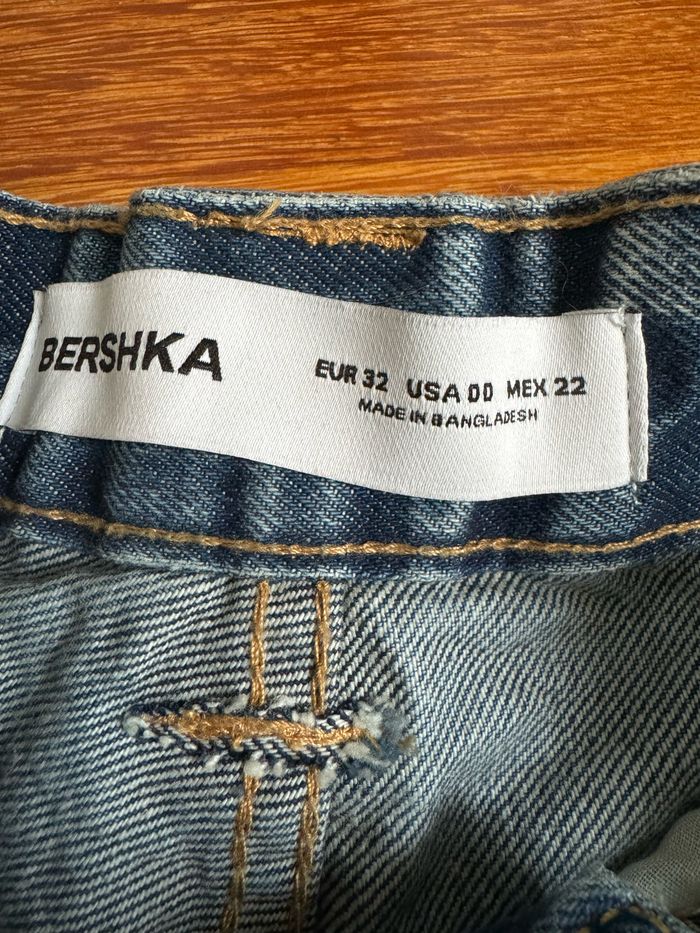 BERSHKA
EUR 32 USA 00 MEX 22
MADE IN BANGLADESH